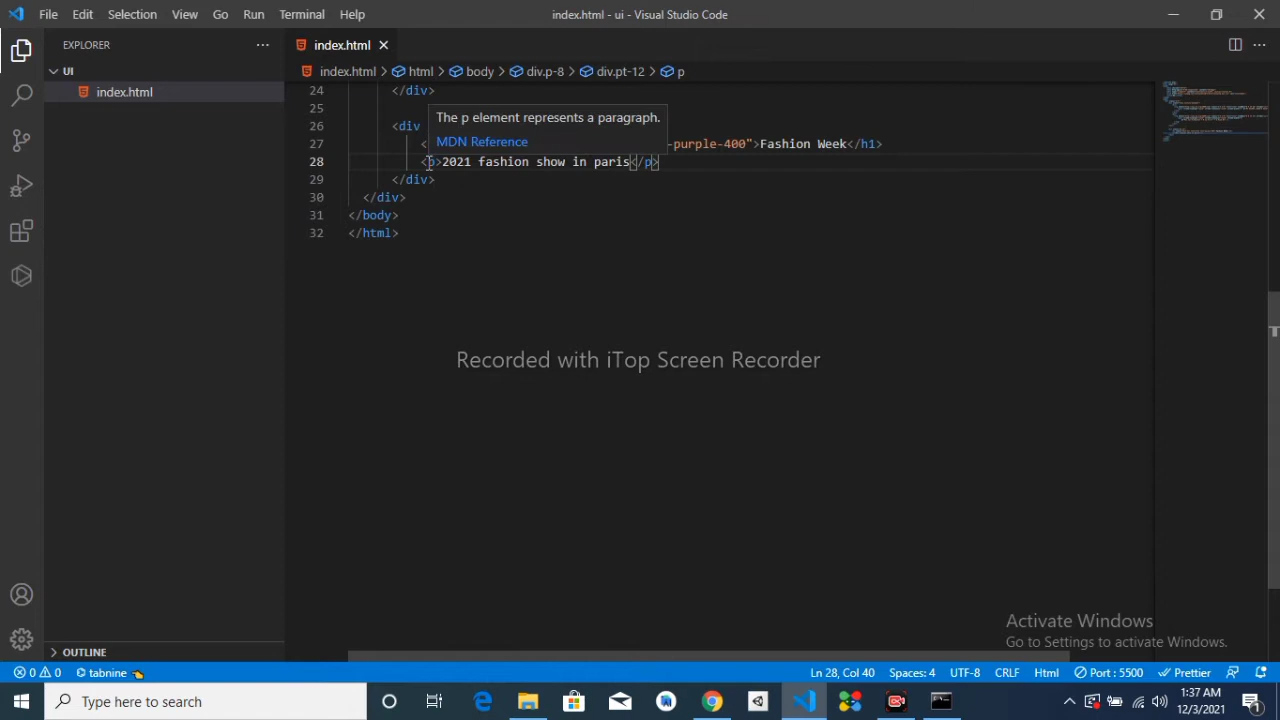 File Edit Selection View Go Run Terminal Help
index.html - ui - Visual Studio Code
EXPLORER
index.html
UI
index.html > html > body > div.p-8 > div.pt-12 > p
index.html
24 </div>
25
The p element represents a paragraph.
26 <div
MDN Reference
27 < -purple-400">Fashion Week</h1>
28 <p>2021 fashion show in paris</p>
29 </div>
30 </div>
31 </body>
32 </html>
Recorded with iTop Screen Recorder
Activate Windows
Go to Settings to activate Windows.
OUTLINE
0 0 tabnine Ln 28, Col 40 Spaces: 4 UTF-8 CRLF Html Port : 5500 Prettier
Type here to search
1:37 AM
12/3/2021
1